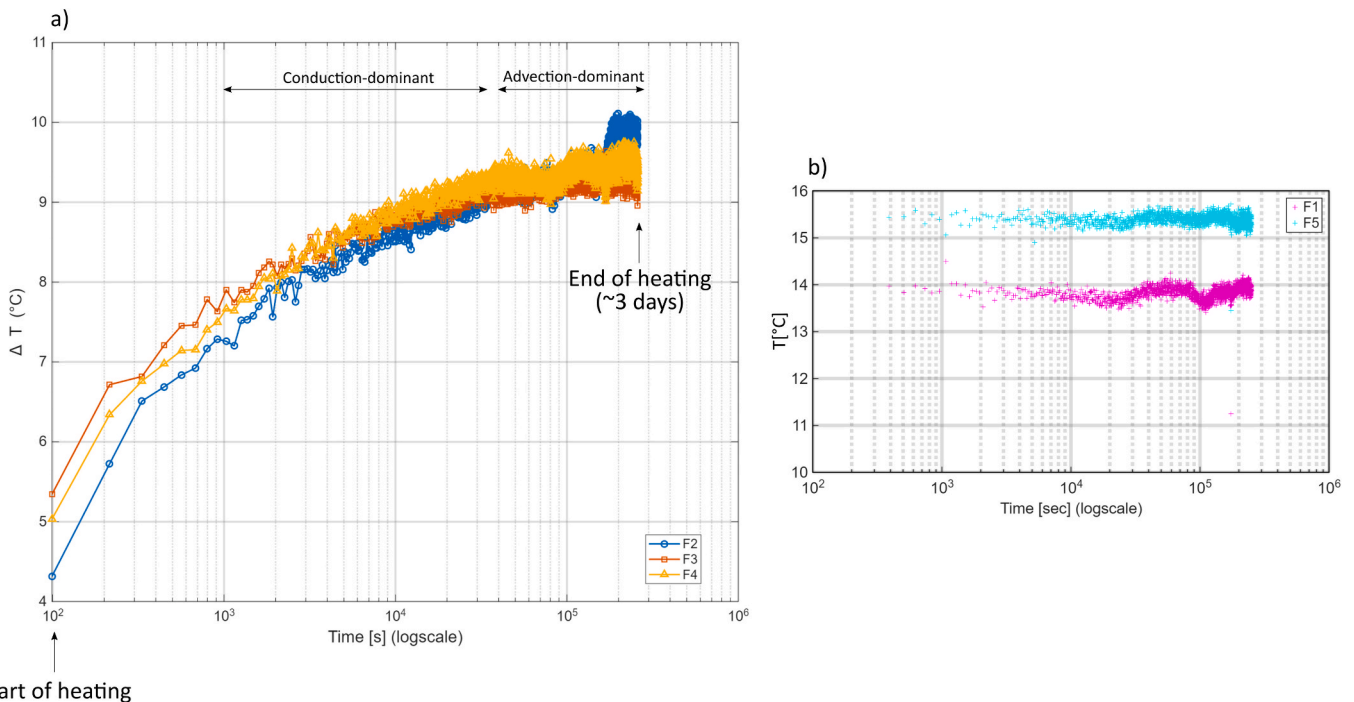 a)
11
10
9
8
7
6
5
4
Δ T (°C)
Conduction-dominant
Advection-dominant
End of heating
(~3 days)
F2
F3
F4
10²
10³
10⁴
10⁵
10⁶
Time [s] (logscale)
art of heating
b)
16
15
14
13
12
11
10
T[°C]
F1
F5
10²
10³
10⁴
10⁵
10⁶
Time [sec] (logscale)